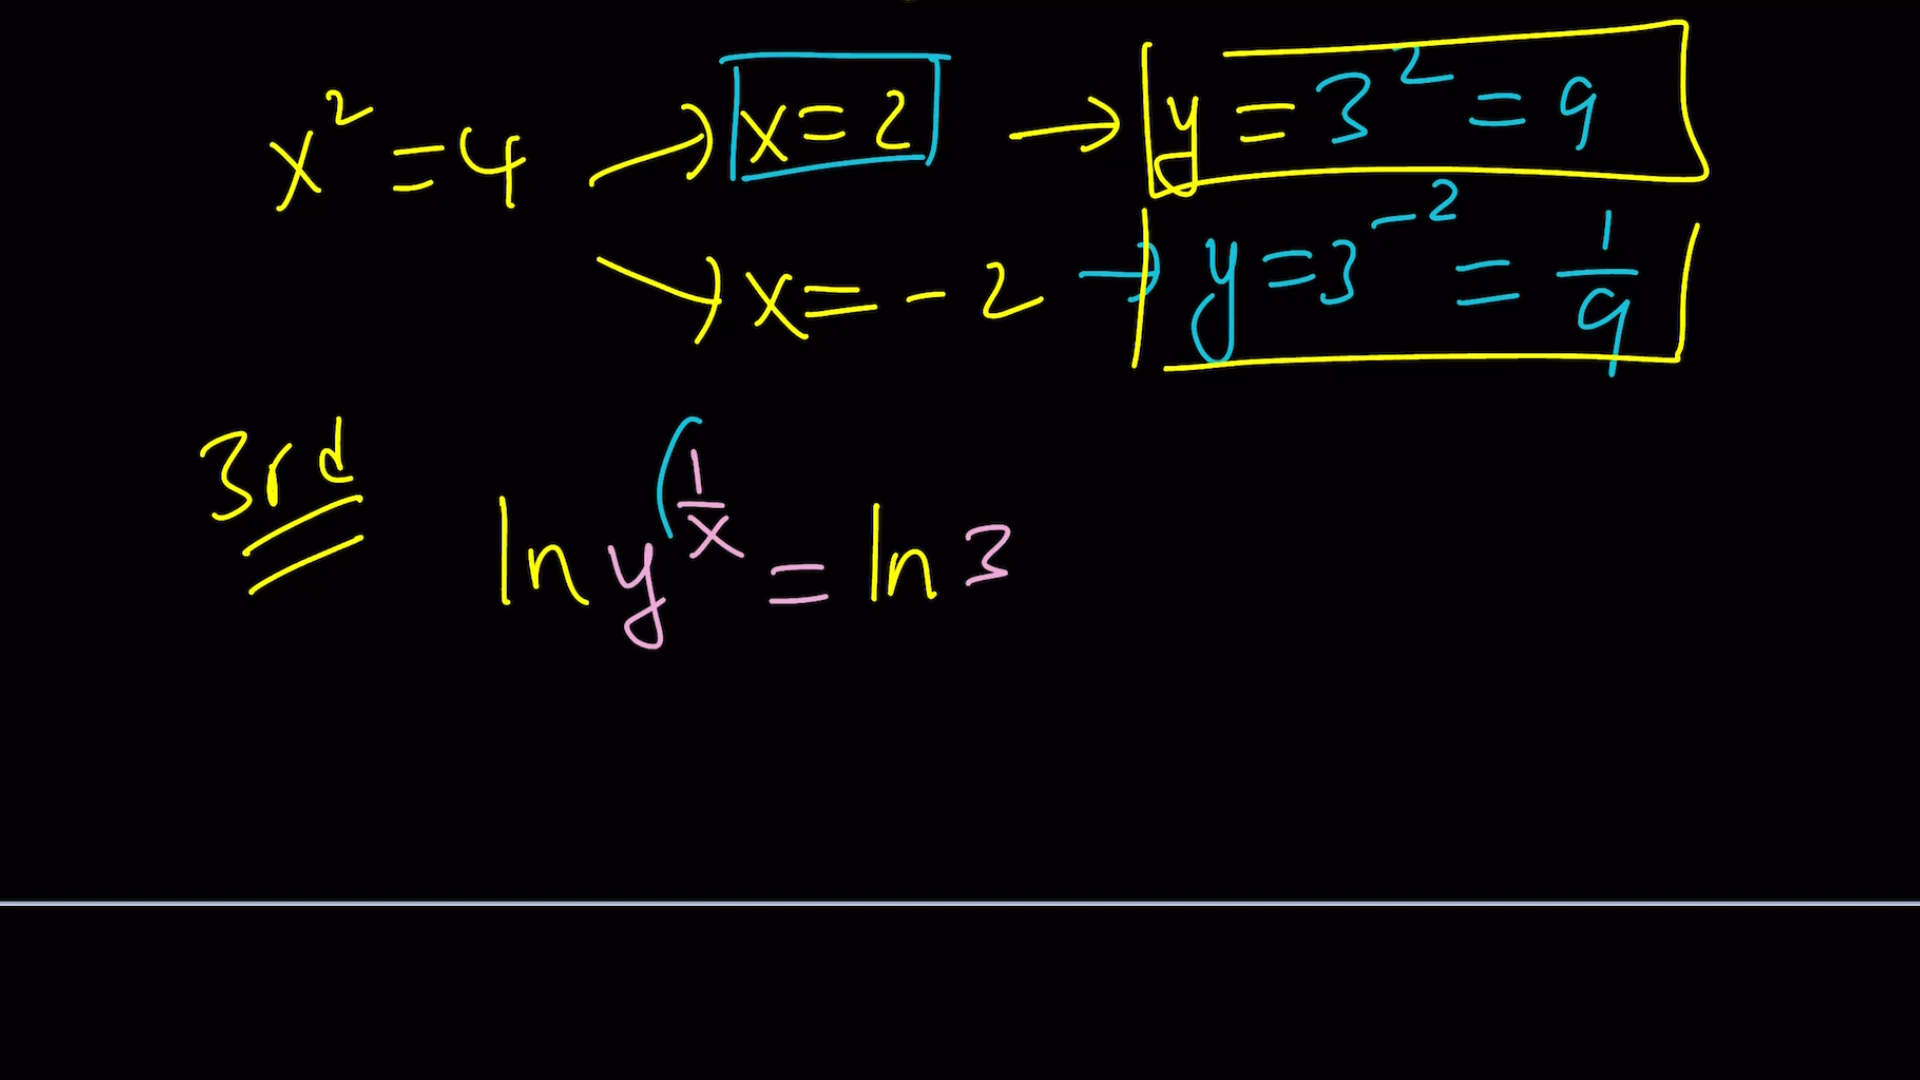 x² = 4 → x = 2 → y = 3² = 9
→ x = -2 → y = 3⁻² = 1/9
3rd
ln y^(1/x = ln 3